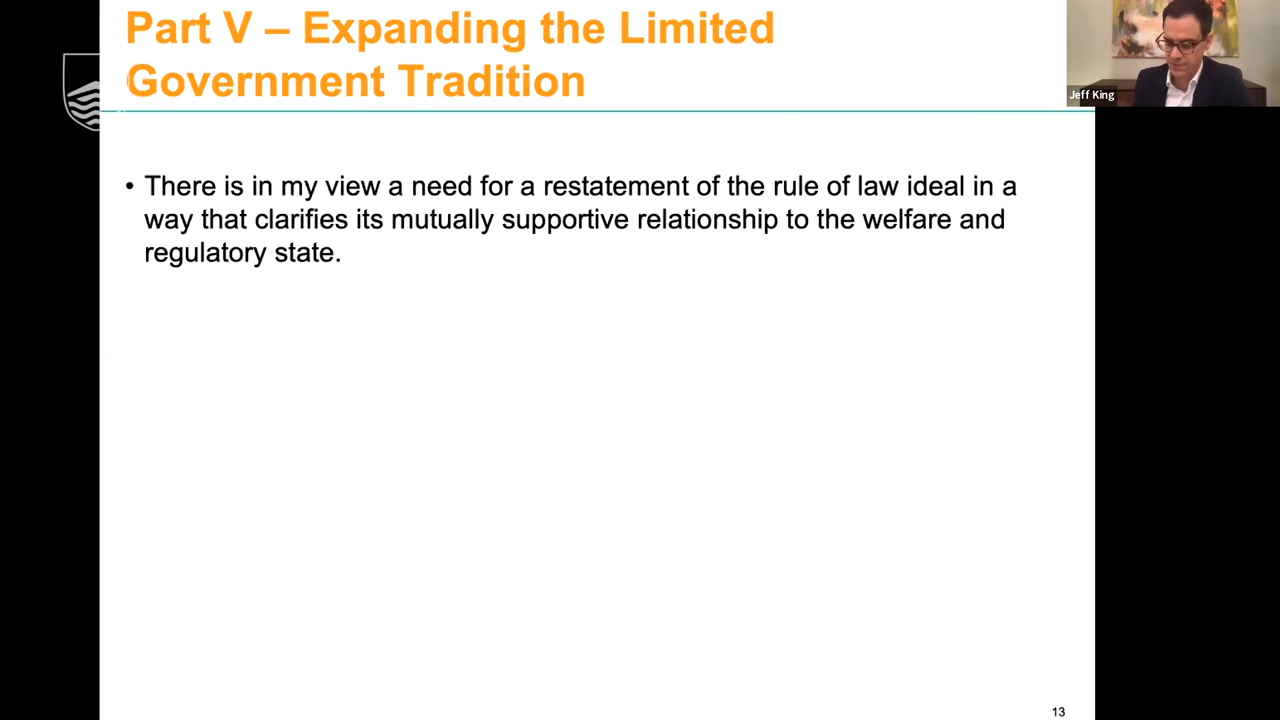 Part V – Expanding the Limited
Government Tradition
Jeff King
• There is in my view a need for a restatement of the rule of law ideal in a
way that clarifies its mutually supportive relationship to the welfare and
regulatory state.
13